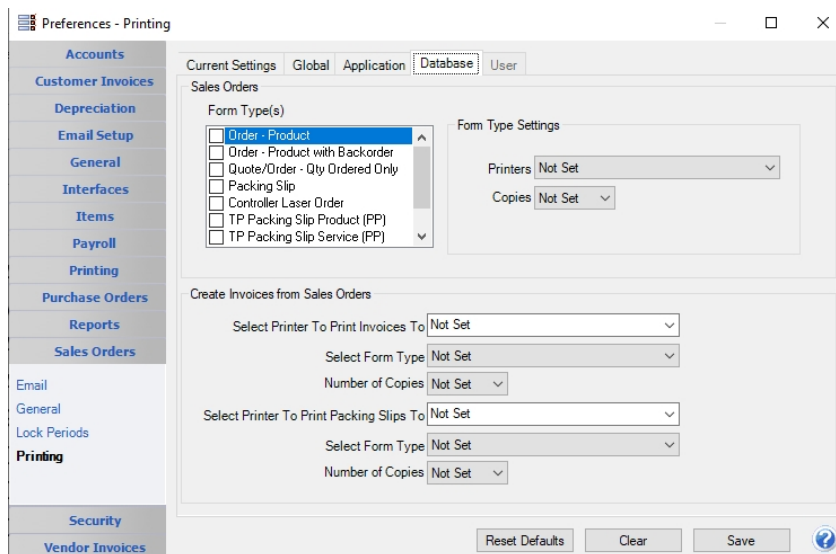 Preferences - Printing
Accounts
Customer Invoices
Depreciation
Email Setup
General
Interfaces
Items
Payroll
Printing
Purchase Orders
Reports
Sales Orders
Email
General
Lock Periods
Printing
Security
Vendor Invoices
Current Settings Global Application Database User
Sales Orders
Form Type(s)
Order - Product
Order - Product with Backorder
Quote/Order - Qty Ordered Only
Packing Slip
Controller Laser Order
TP Packing Slip Product (PP)
TP Packing Slip Service (PP)
Form Type Settings
Printers Not Set
Copies Not Set
Create Invoices from Sales Orders
Select Printer To Print Invoices To Not Set
Select Form Type Not Set
Number of Copies Not Set
Select Printer To Print Packing Slips To Not Set
Select Form Type Not Set
Number of Copies Not Set
Reset Defaults Clear Save ?